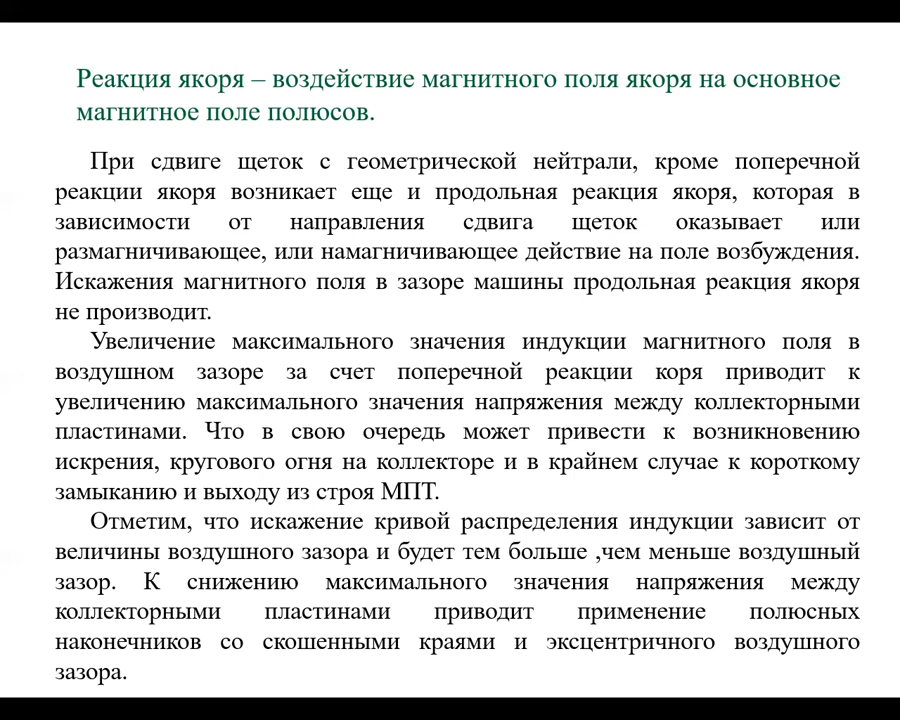 Реакция якоря – воздействие магнитного поля якоря на основное
магнитное поле полюсов.
При сдвиге щеток с геометрической нейтрали, кроме поперечной
реакции якоря возникает еще и продольная реакция якоря, которая в
зависимости от направления сдвига щеток оказывает или
размагничивающее, или намагничивающее действие на поле возбуждения.
Искажения магнитного поля в зазоре машины продольная реакция якоря
не производит.
Увеличение максимального значения индукции магнитного поля в
воздушном зазоре за счет поперечной реакции коря приводит к
увеличению максимального значения напряжения между коллекторными
пластинами. Что в свою очередь может привести к возникновению
искрения, кругового огня на коллекторе и в крайнем случае к короткому
замыканию и выходу из строя МПТ.
Отметим, что искажение кривой распределения индукции зависит от
величины воздушного зазора и будет тем больше ,чем меньше воздушный
зазор. К снижению максимального значения напряжения между
коллекторными пластинами приводит применение полюсных
наконечников со скошенными краями и эксцентричного воздушного
зазора.